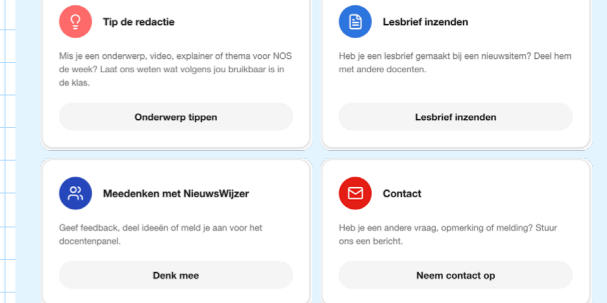 Tip de redactie
Mis je een onderwerp, video, explainer of thema voor NOS
de week? Laat ons weten wat volgens jou bruikbaar is in
de klas.
Onderwerp tippen
Lesbrief inzenden
Heb je een lesbrief gemaakt bij een nieuwsitem? Deel hem
met andere docenten.
Lesbrief inzenden
Meedenken met NieuwsWijzer
Geef feedback, deel ideeën of meld je aan voor het
docentenpanel.
Denk mee
Contact
Heb je een andere vraag, opmerking of melding? Stuur
ons een bericht.
Neem contact op